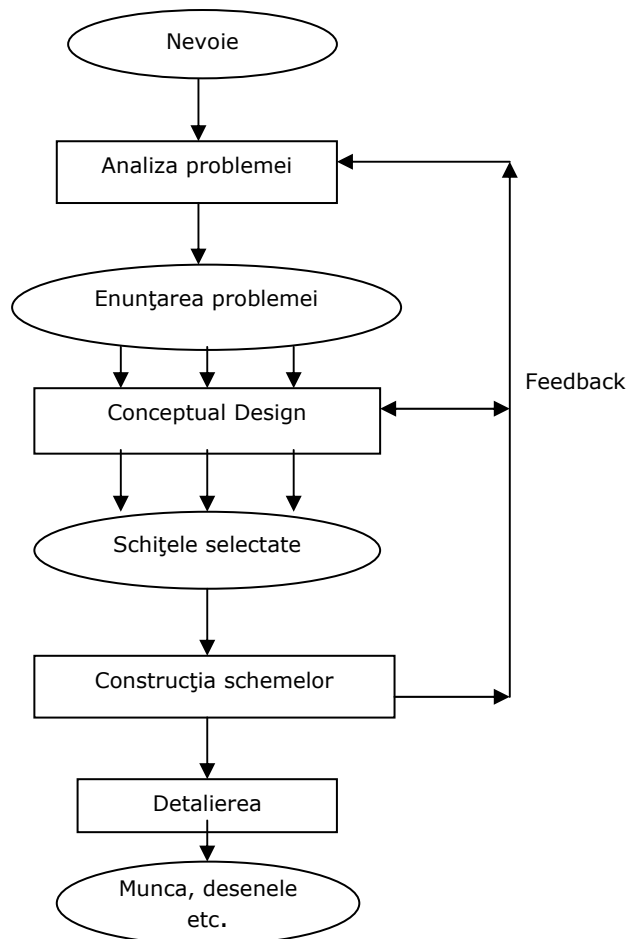 Nevoie
Analiza problemei
Enunţarea problemei
Feedback
Conceptual Design
Schiţele selectate
Construcţia schemelor
Detalierea
Munca, desenele
etc.